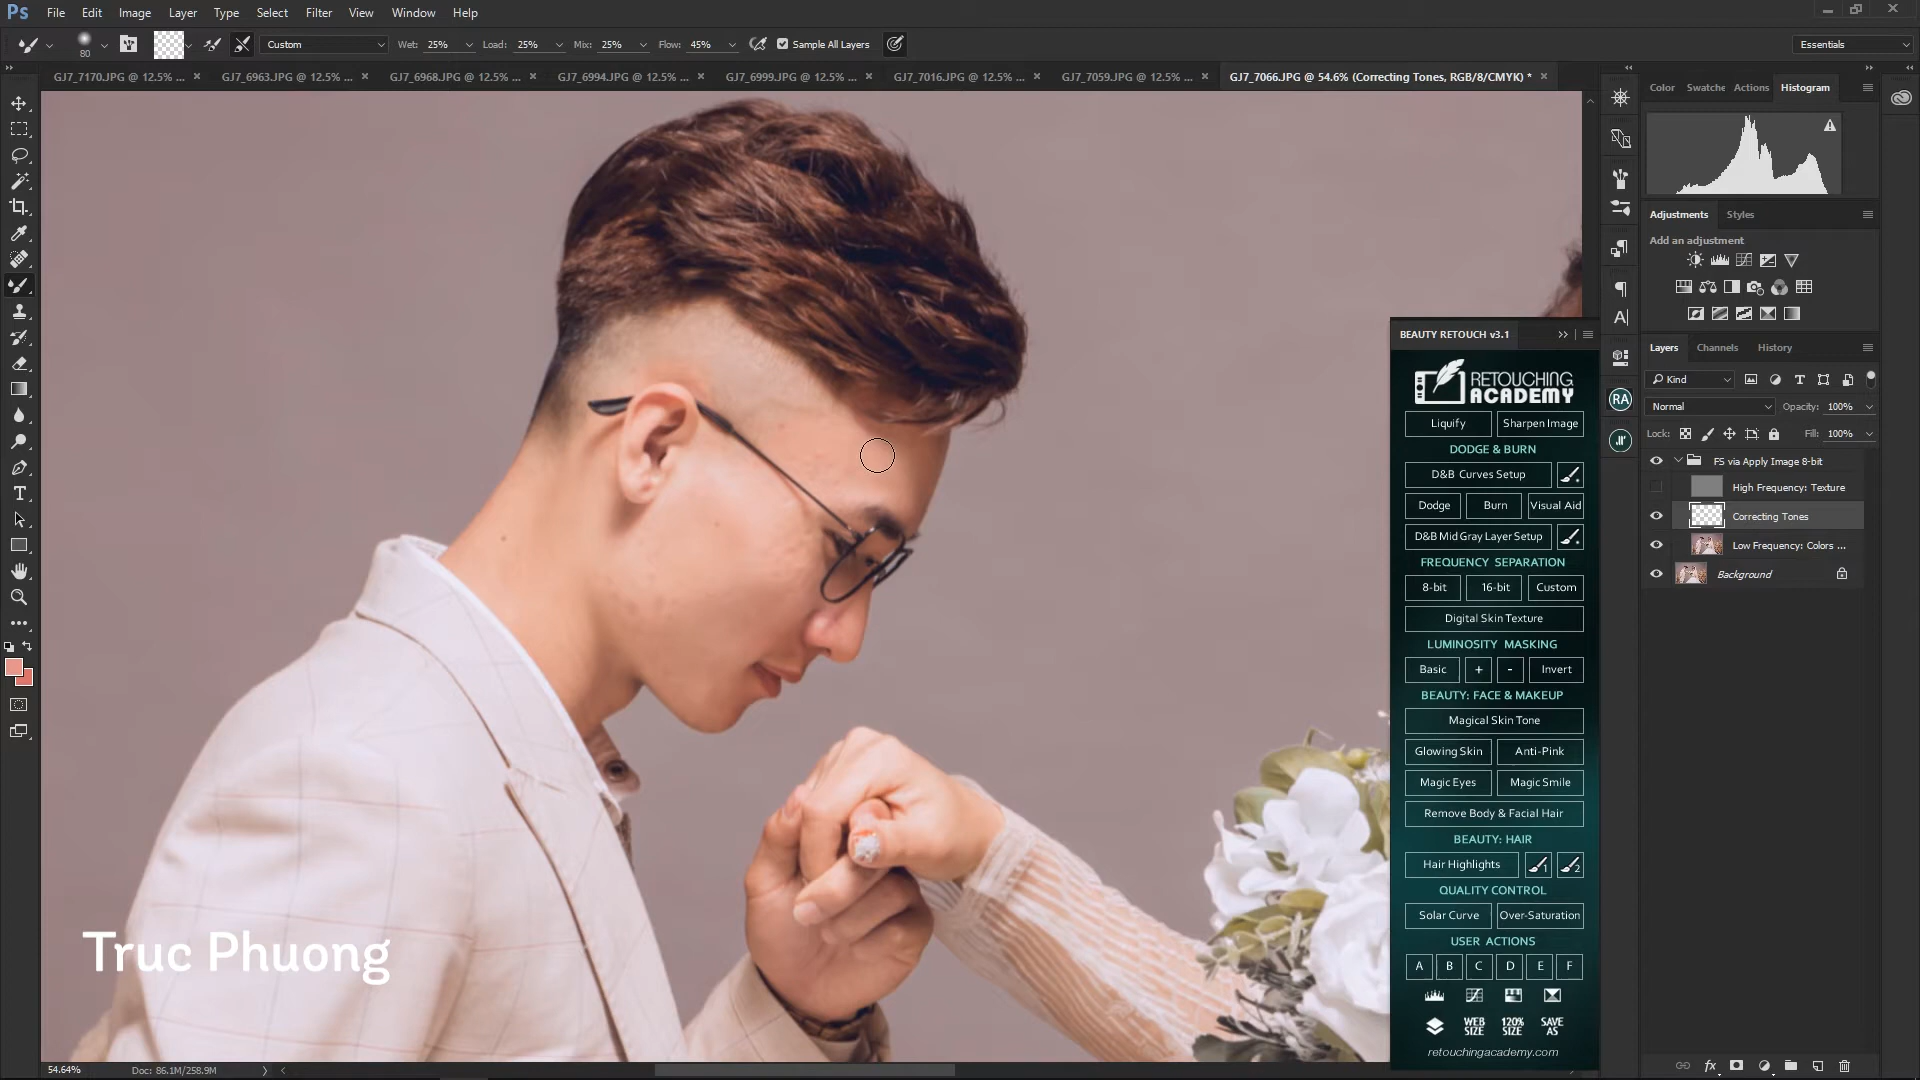 Ps File Edit Image Layer Type Select Filter View Window Help
80 Custom Wet: 25% Load: 25% Mix: 25% Flow: 45% Sample All Layers Essentials
GJ7_7170.JPG @ 12.5% ... × GJ7_6963.JPG @ 12.5% ... × GJ7_6968.JPG @ 12.5% ... × GJ7_6994.JPG @ 12.5% ... × GJ7_6999.JPG @ 12.5% ... × GJ7_7016.JPG @ 12.5% ... × GJ7_7059.JPG @ 12.5% ... × GJ7_7066.JPG @ 54.6% (Correcting Tones, RGB/8/CMYK) * ×
Color Swatche Actions Histogram
Adjustments Styles
Add an adjustment
Layers Channels History
Kind
Normal Opacity: 100%
Lock: Fill: 100%
FS via Apply Image 8-bit
High Frequency: Texture
Correcting Tones
Low Frequency: Colors ...
Background
RA
BEAUTY RETOUCH v3.1
RETOUCHING
ACADEMY
Liquify Sharpen Image
DODGE & BURN
D&B Curves Setup
Dodge Burn Visual Aid
D&B Mid Gray Layer Setup
FREQUENCY SEPARATION
8-bit 16-bit Custom
Digital Skin Texture
LUMINOSITY MASKING
Basic + - Invert
BEAUTY: FACE & MAKEUP
Magical Skin Tone
Glowing Skin Anti-Pink
Magic Eyes Magic Smile
Remove Body & Facial Hair
BEAUTY: HAIR
Hair Highlights 1 2
QUALITY CONTROL
Solar Curve Over-Saturation
USER ACTIONS
A B C D E F
WEB SIZE 120% SIZE SAVE AS
retouchingacademy.com
Truc Phuong
54.64% Doc: 86.1M/258.9M
fx